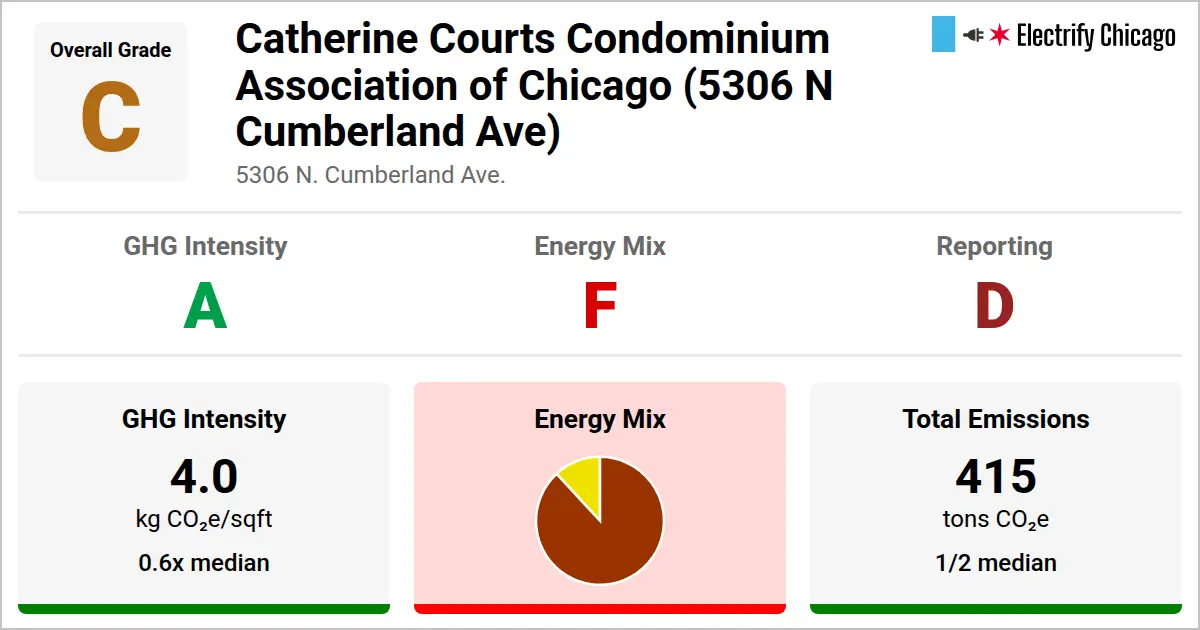 Overall Grade
C
Catherine Courts Condominium
Association of Chicago (5306 N
Cumberland Ave)
5306 N. Cumberland Ave.
Electrify Chicago
GHG Intensity
A
Energy Mix
F
Reporting
D
GHG Intensity
4.0
kg CO₂e/sqft
0.6x median
Energy Mix
Total Emissions
415
tons CO₂e
1/2 median